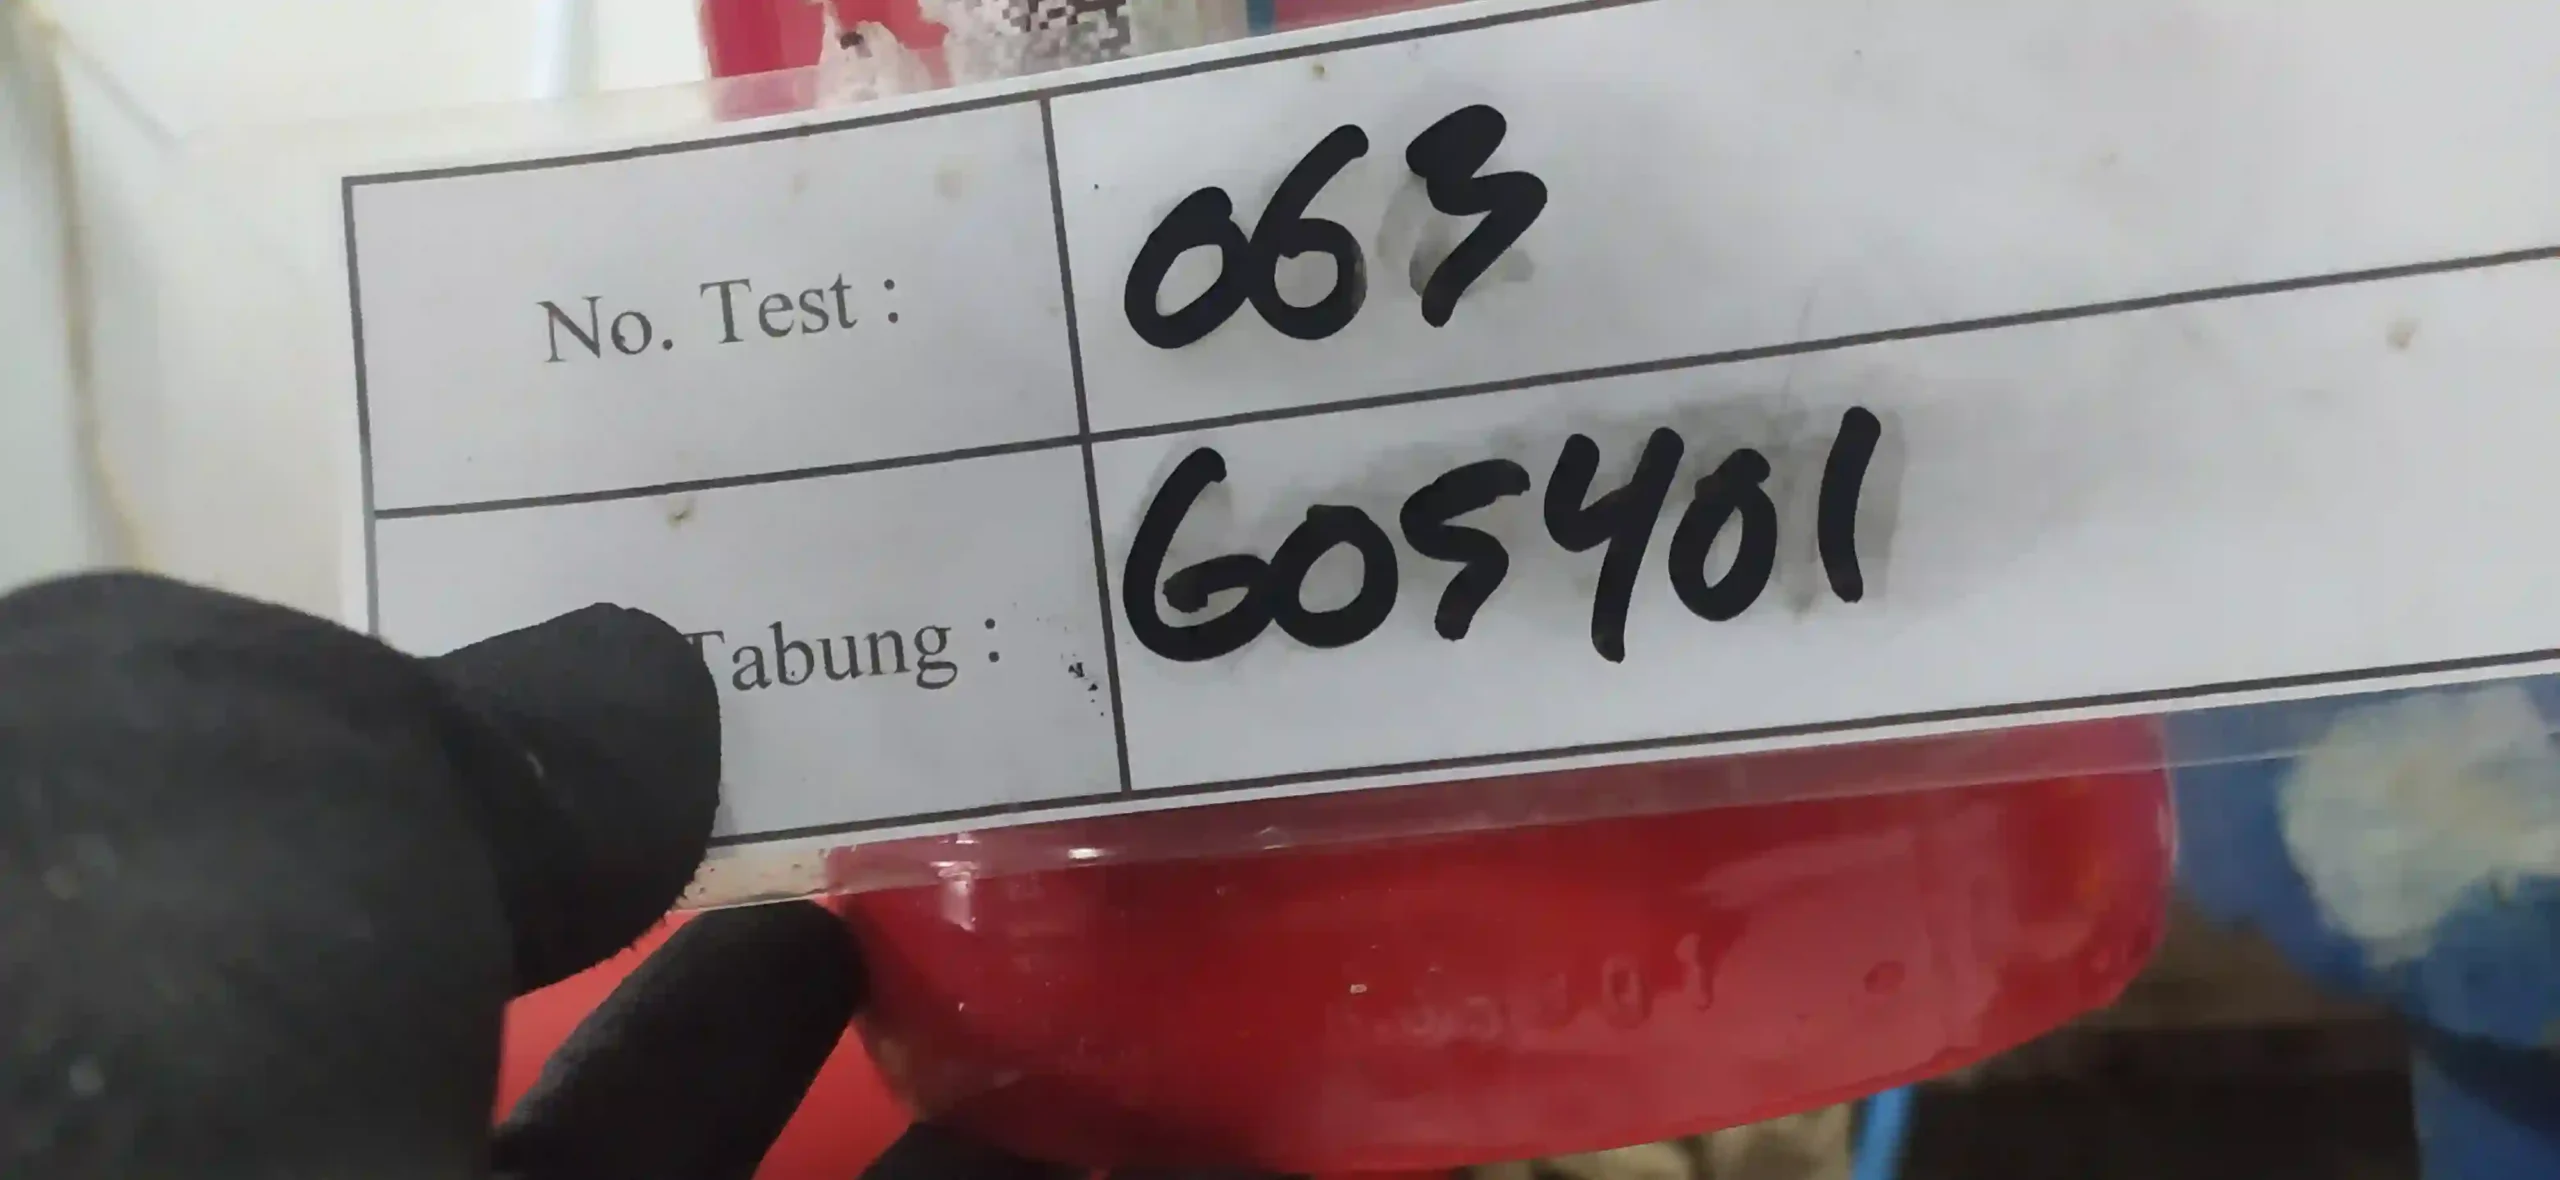 No. Test : 063
Tabung : G05401